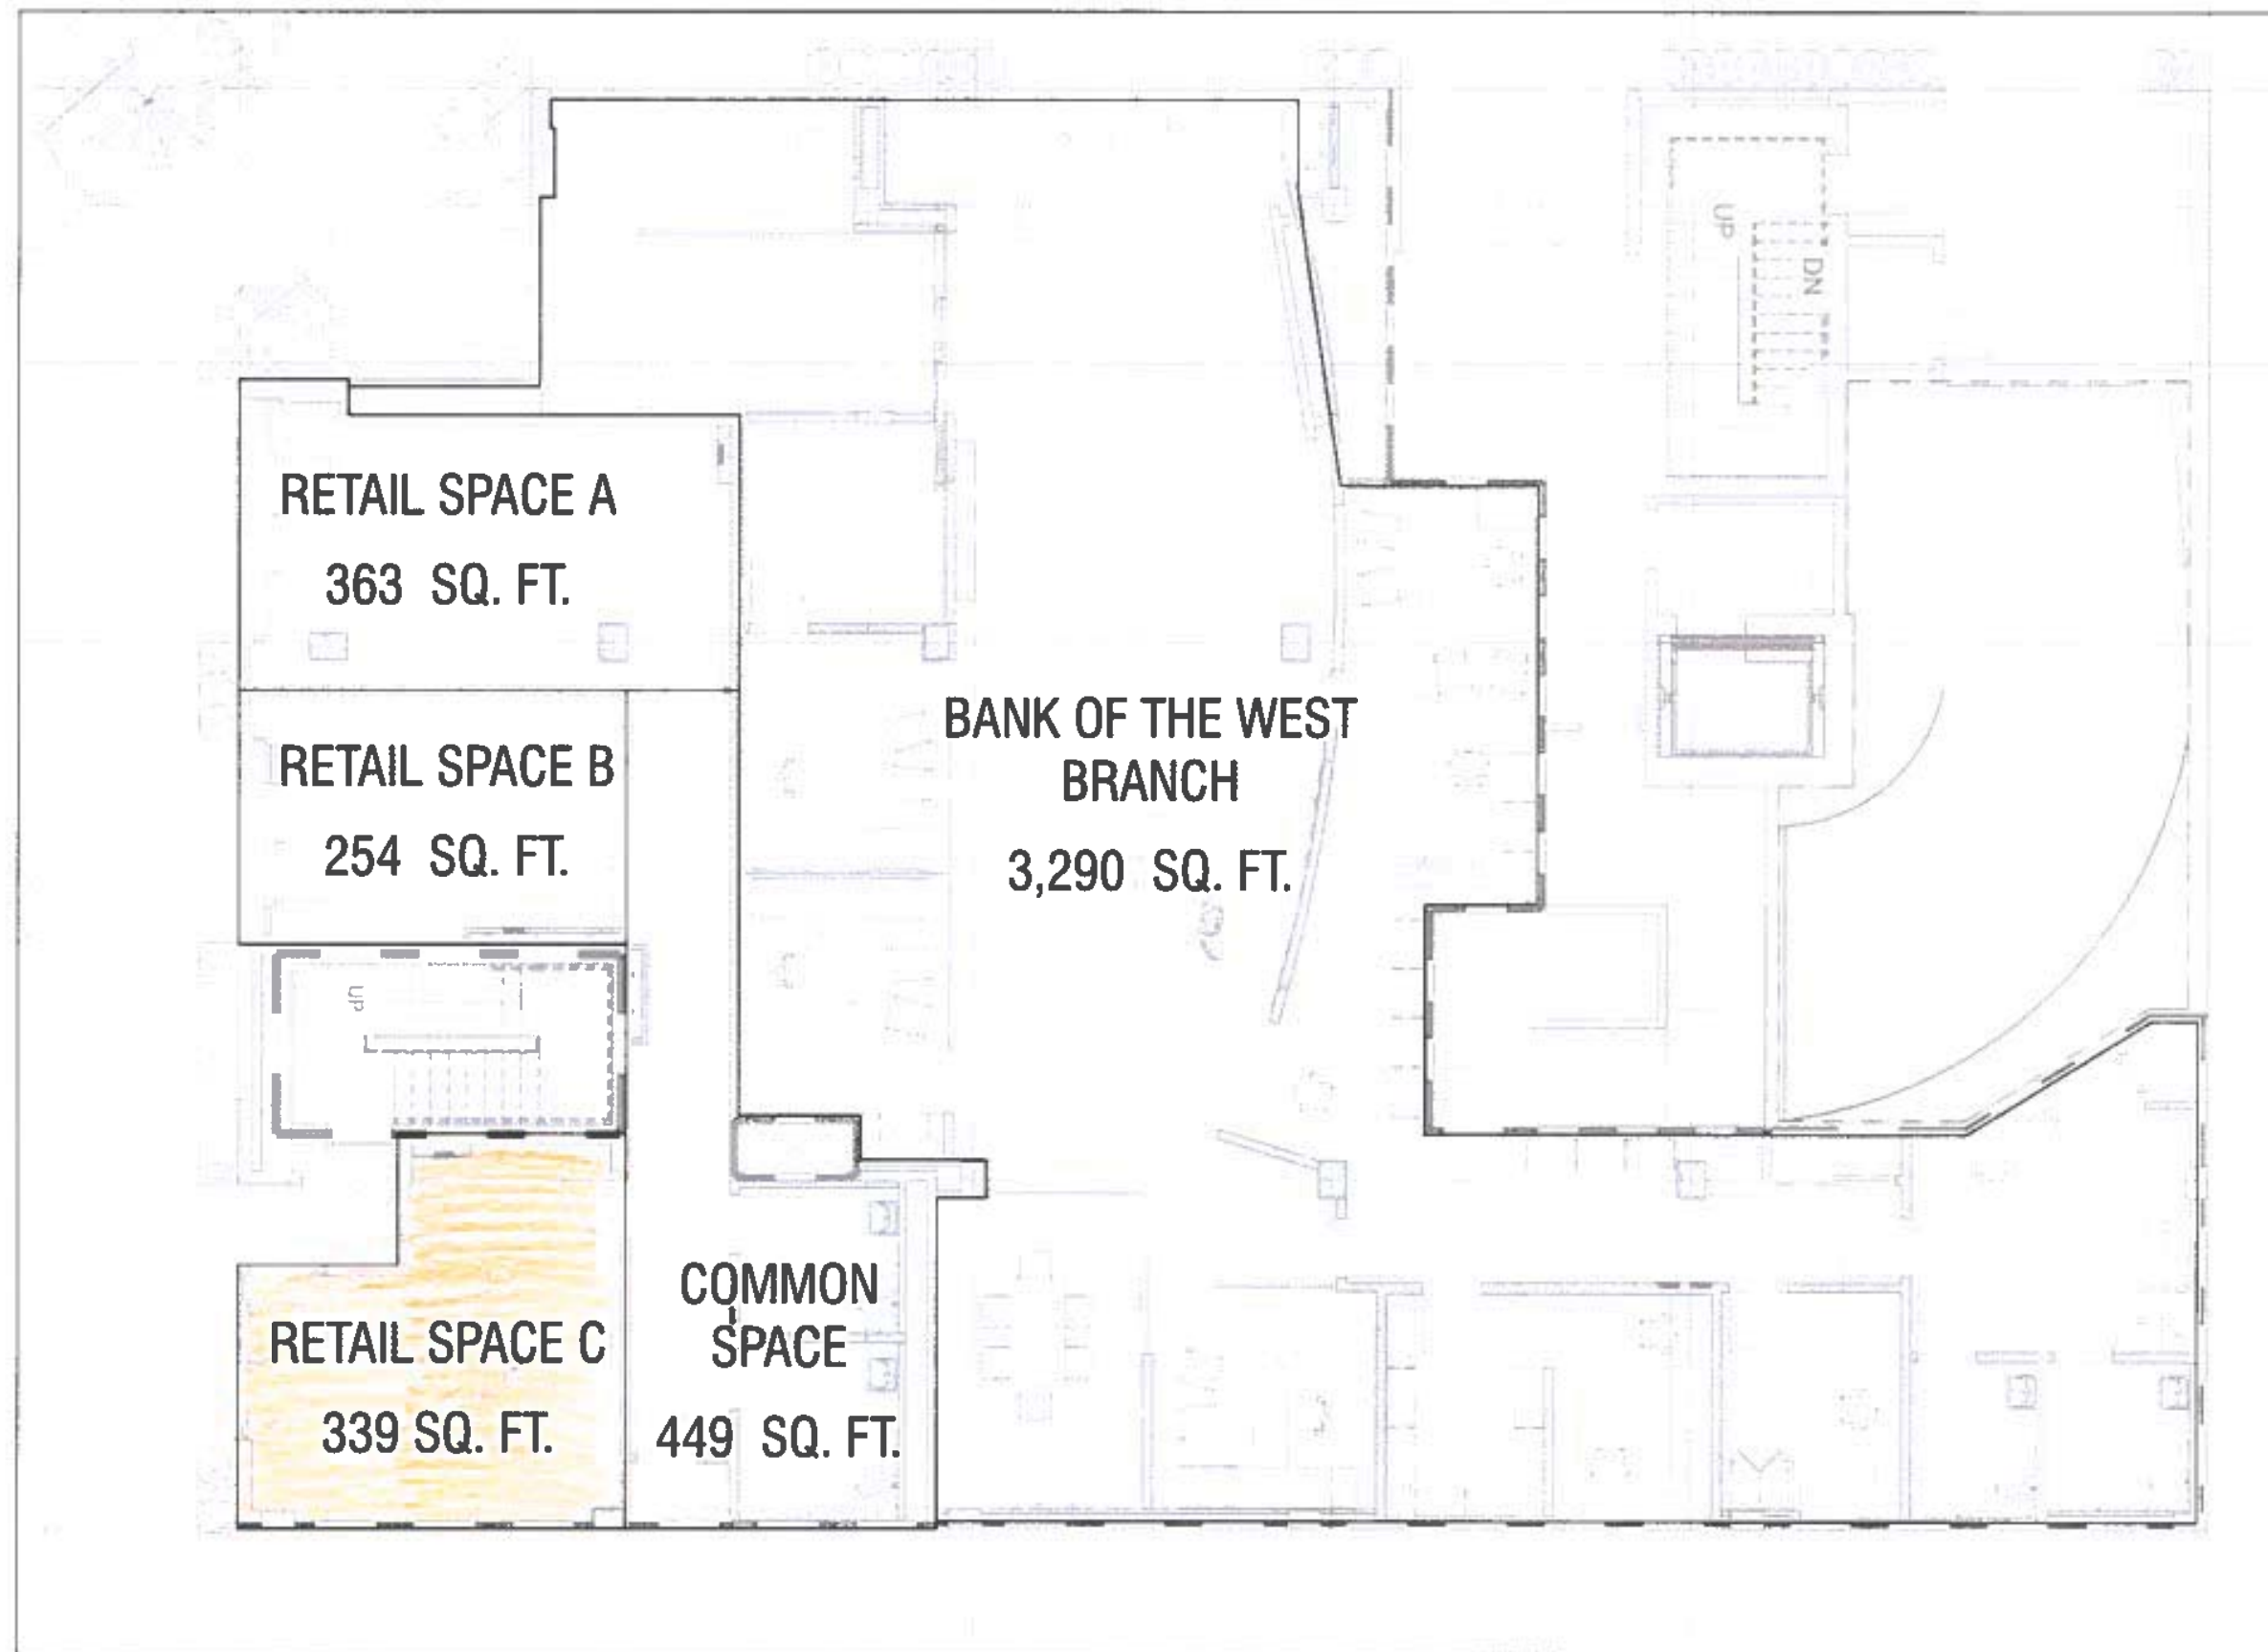 UP
DN
RETAIL SPACE A
363 SQ. FT.
BANK OF THE WEST
BRANCH
3,290 SQ. FT.
RETAIL SPACE B
254 SQ. FT.
UP
COMMON
SPACE
449 SQ. FT.
RETAIL SPACE C
339 SQ. FT.